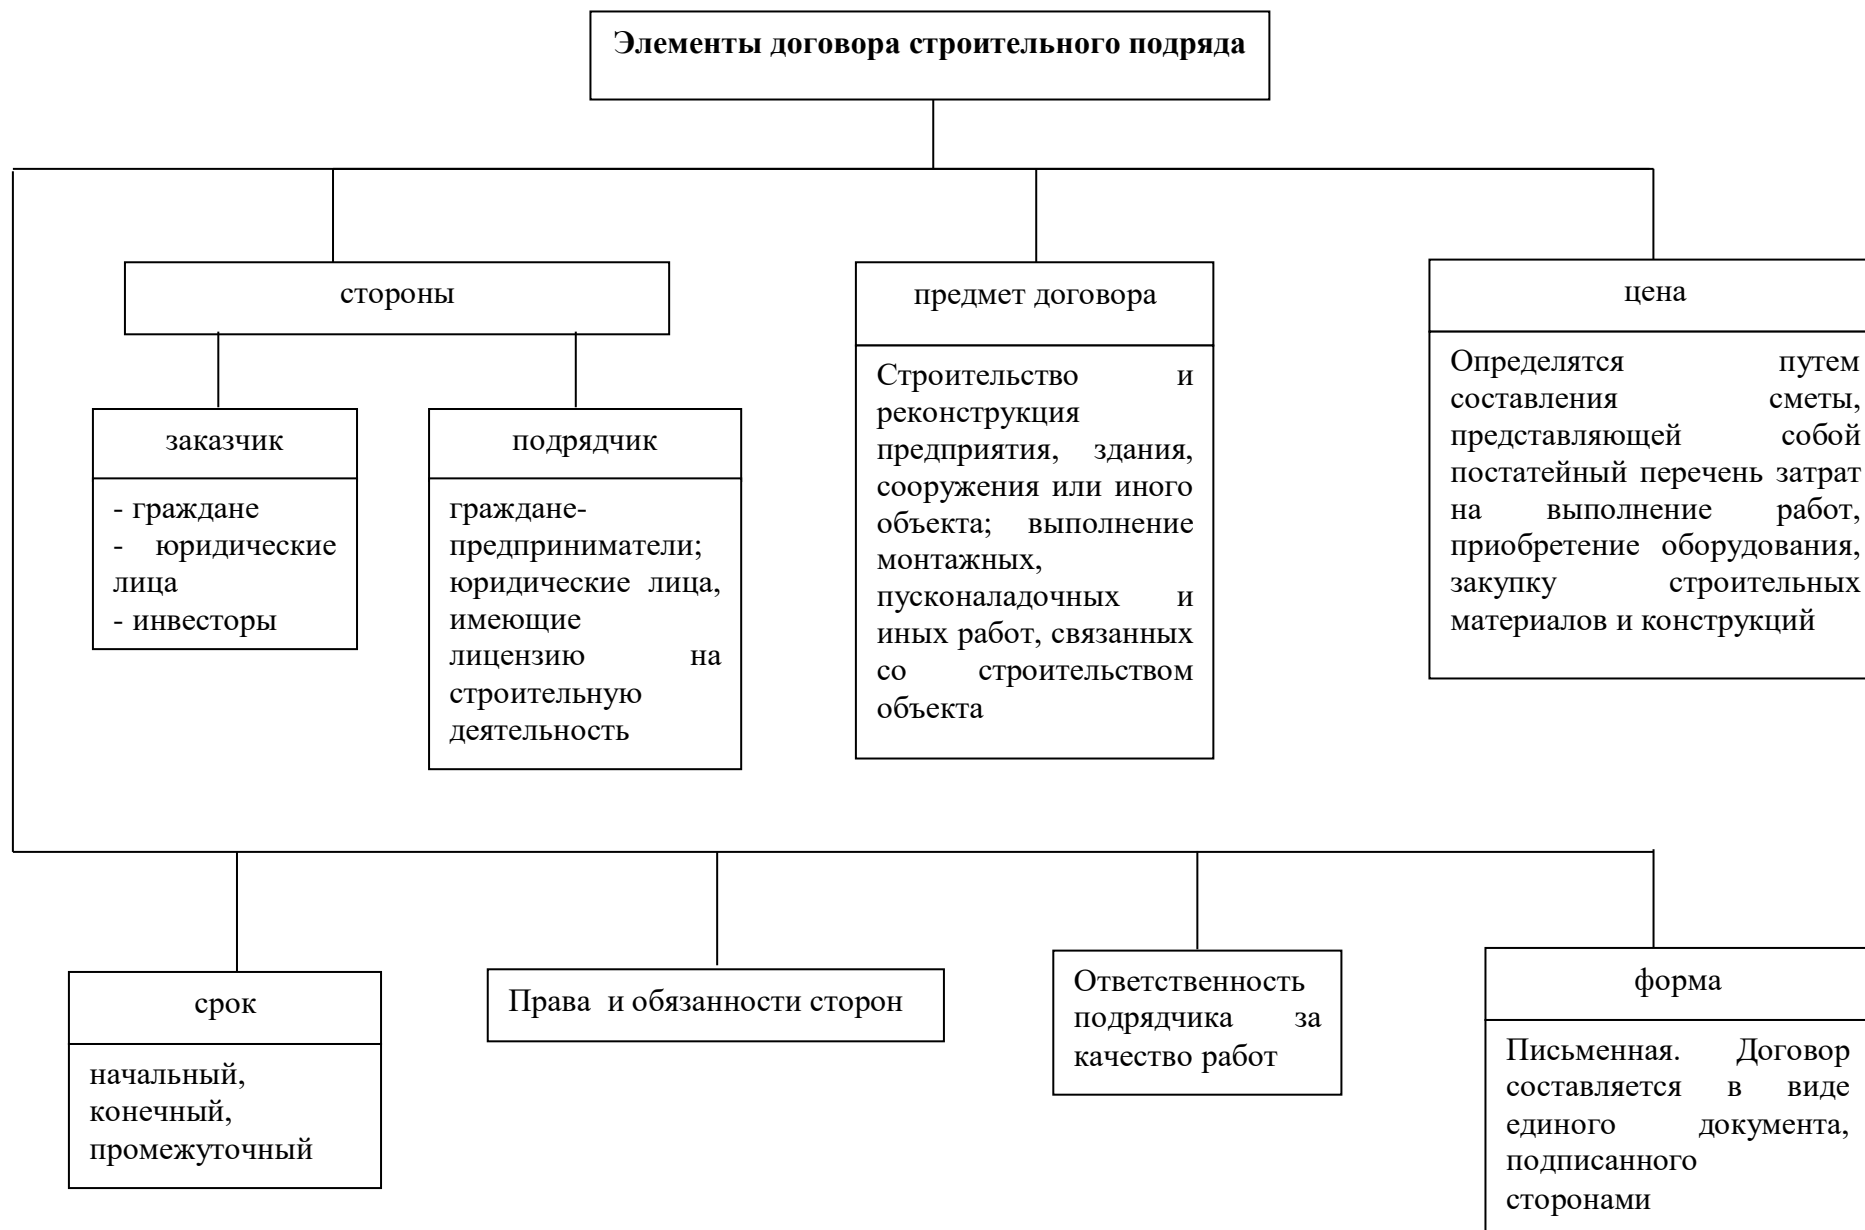 Элементы договора строительного подряда
стороны
предмет договора
цена
заказчик
- граждане
- юридические
лица
- инвесторы
подрядчик
граждане-
предприниматели;
юридические лица,
имеющие
лицензию на
строительную
деятельность
Строительство и
реконструкция
предприятия, здания,
сооружения или иного
объекта; выполнение
монтажных,
пусконаладочных и
иных работ, связанных
со строительством
объекта
Определятся путем
составления сметы,
представляющей собой
постатейный перечень затрат
на выполнение работ,
приобретение оборудования,
закупку строительных
материалов и конструкций
срок
начальный,
конечный,
промежуточный
Права и обязанности сторон
Ответственность
подрядчика за
качество работ
форма
Письменная. Договор
составляется в виде
единого документа,
подписанного
сторонами